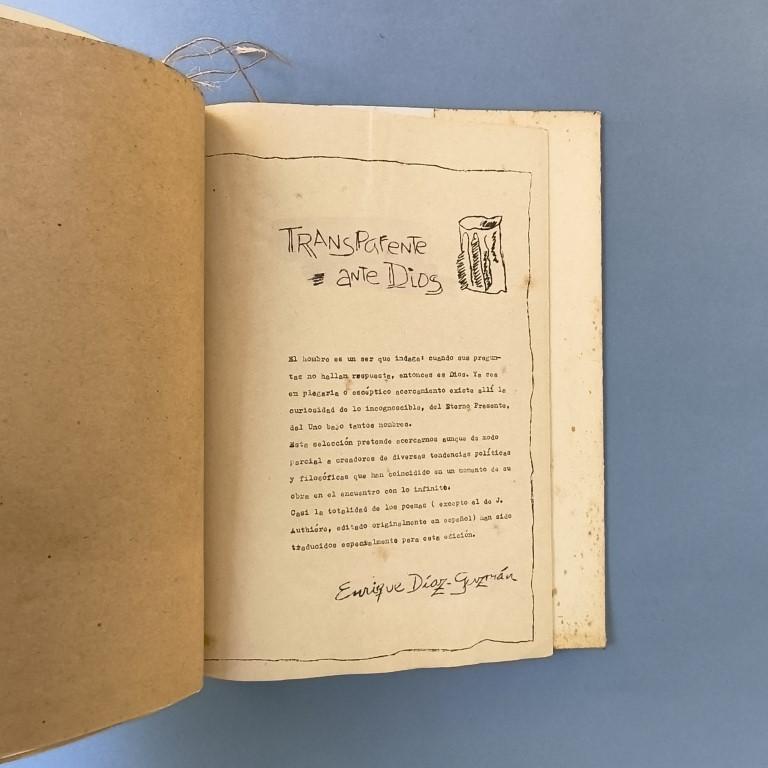 TRANSPARENTE
ante Dios
El hombre es un ser que indaga: cuando sus pregun-
tas no hallan respuesta, entonces es Dios. Ya sea
en plegaria o escéptico acercamiento existe allí la
curiosidad de lo incognoscible, del Eterno Presente,
del Uno bajo tantos nombres.
Esta selección pretende acercarnos aunque de modo
parcial a creadores de diversas tendencias políticas
y filosóficas que han coincidido en un momento de su
obra en el encuentro con lo infinito.
Casi la totalidad de los poemas ( excepto el de J.
Authiére, editado originalmente en español) han sido
traducidos especialmente para esta edición.
Enrique Díaz-Guzmán